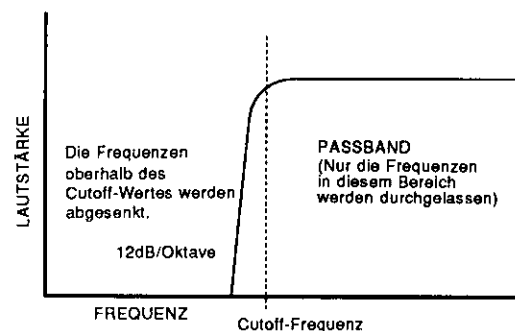 LAUTSTÄRKE
Die Frequenzen
oberhalb des
Cutoff-Wertes werden
abgesenkt.
12dB/Oktave
PASSBAND
(Nur die Frequenzen
in diesem Bereich
werden durchgelassen)
FREQUENZ
Cutoff-Frequenz